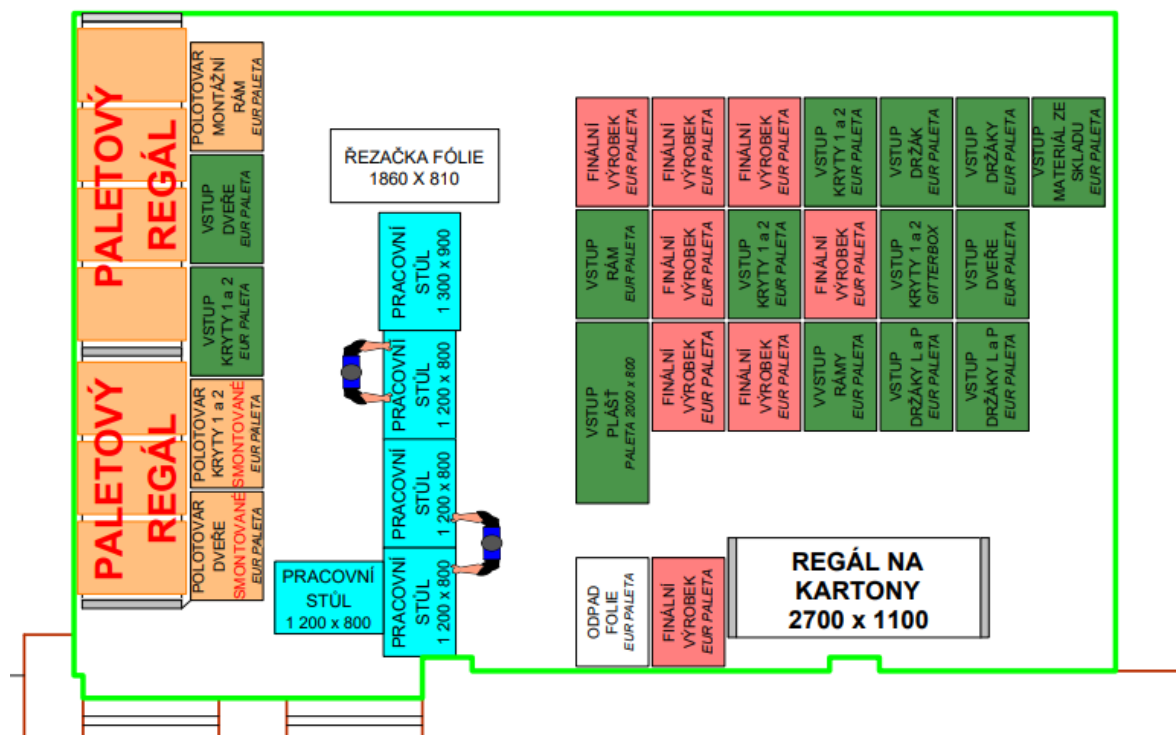 PALETOVÝ
REGÁL
PALETOVÝ
REGÁL
POLOTOVAR
MONTÁŽNÍ
RÁM
EUR PALETA
VSTUP
DVEŘE
EUR PALETA
VSTUP
KRYTY 1 a 2
EUR PALETA
POLOTOVAR
KRYTY 1 a 2
SMONTOVANÉ
EUR PALETA
POLOTOVAR
DVEŘE
SMONTOVANÉ
EUR PALETA
ŘEZAČKA FÓLIE
1860 X 810
PRACOVNÍ
STŮL
1 300 x 900
PRACOVNÍ
STŮL
1 200 x 800
PRACOVNÍ
STŮL
1 200 x 800
PRACOVNÍ
STŮL
1 200 x 800
PRACOVNÍ
STŮL
1 200 x 800
FINÁLNÍ
VÝROBEK
EUR PALETA
FINÁLNÍ
VÝROBEK
EUR PALETA
FINÁLNÍ
VÝROBEK
EUR PALETA
VSTUP
KRYTY 1 a 2
EUR PALETA
VSTUP
DRŽÁK
EUR PALETA
VSTUP
DRŽÁKY
EUR PALETA
VSTUP
MATERIÁL ZE
SKLADU
EUR PALETA
VSTUP
RÁM
EUR PALETA
FINÁLNÍ
VÝROBEK
EUR PALETA
VSTUP
KRYTY 1 a 2
EUR PALETA
FINÁLNÍ
VÝROBEK
EUR PALETA
VSTUP
KRYTY 1 a 2
GITTERBOX
VSTUP
DVEŘE
EUR PALETA
VSTUP
PLÁŠŤ
PALETA 2000 x 800
FINÁLNÍ
VÝROBEK
EUR PALETA
FINÁLNÍ
VÝROBEK
EUR PALETA
VVSTUP
RÁMY
EUR PALETA
VSTUP
DRŽÁKY L a P
EUR PALETA
VSTUP
DRŽÁKY L a P
EUR PALETA
ODPAD
FOLIE
EUR PALETA
FINÁLNÍ
VÝROBEK
EUR PALETA
REGÁL NA
KARTONY
2700 x 1100